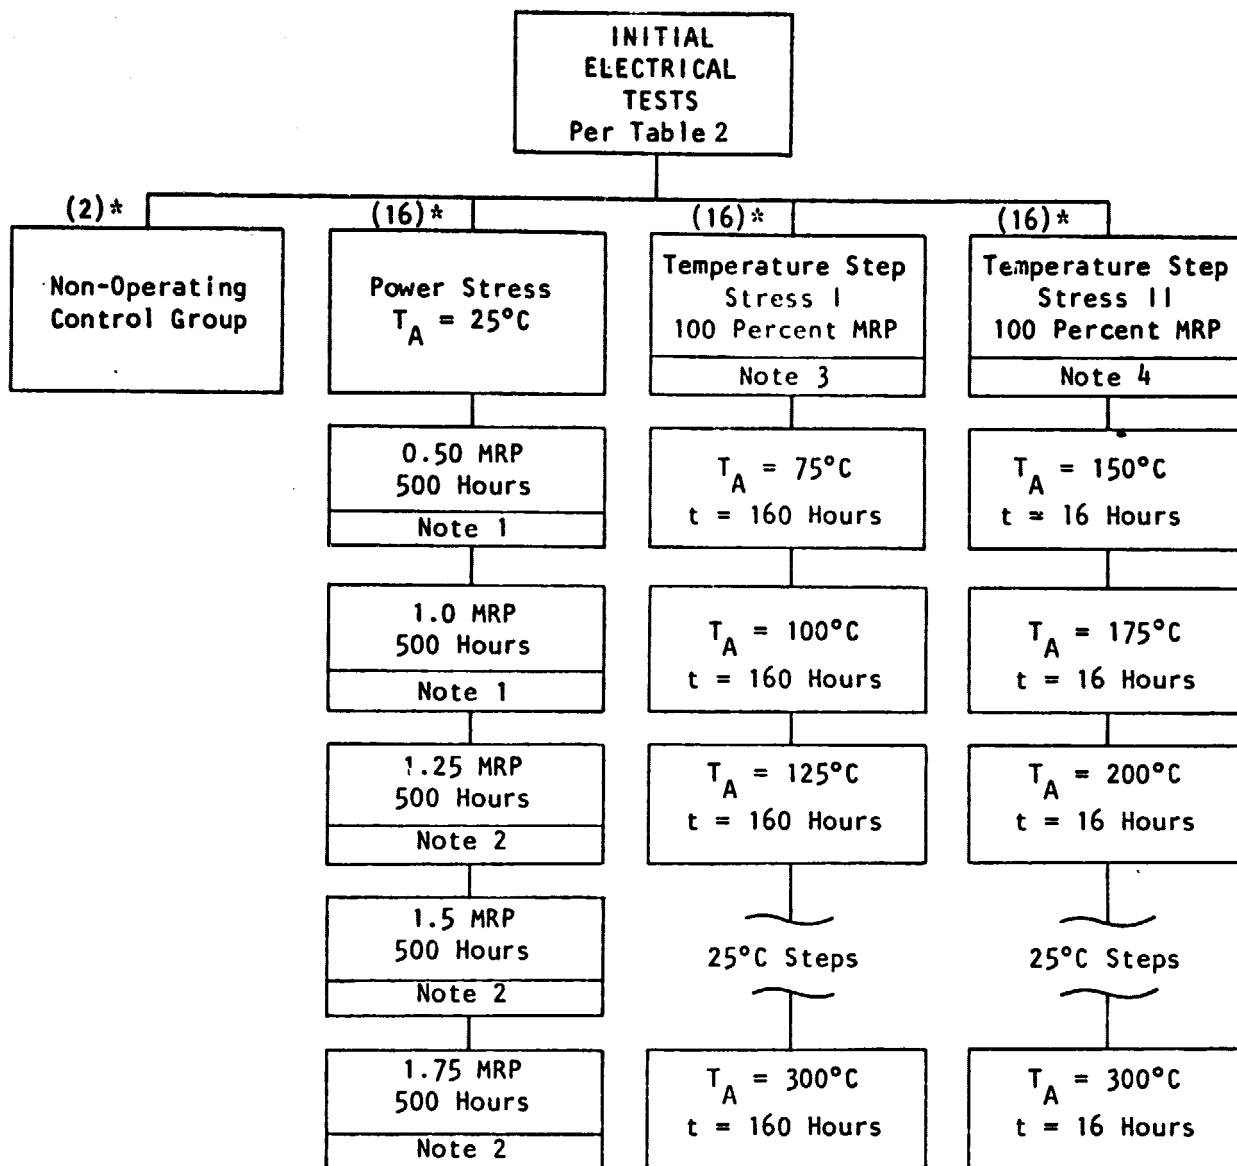 INITIAL
ELECTRICAL
TESTS
Per Table 2
(2)*
Non-Operating
Control Group
(16)*
Power Stress
T_A = 25°C
0.50 MRP
500 Hours
Note 1
1.0 MRP
500 Hours
Note 1
1.25 MRP
500 Hours
Note 2
1.5 MRP
500 Hours
Note 2
1.75 MRP
500 Hours
Note 2
(16)*
Temperature Step
Stress I
100 Percent MRP
Note 3
T_A = 75°C
t = 160 Hours
T_A = 100°C
t = 160 Hours
T_A = 125°C
t = 160 Hours
25°C Steps
T_A = 300°C
t = 160 Hours
(16)*
Temperature Step
Stress II
100 Percent MRP
Note 4
T_A = 150°C
t = 16 Hours
T_A = 175°C
t = 16 Hours
T_A = 200°C
t = 16 Hours
25°C Steps
T_A = 300°C
t = 16 Hours